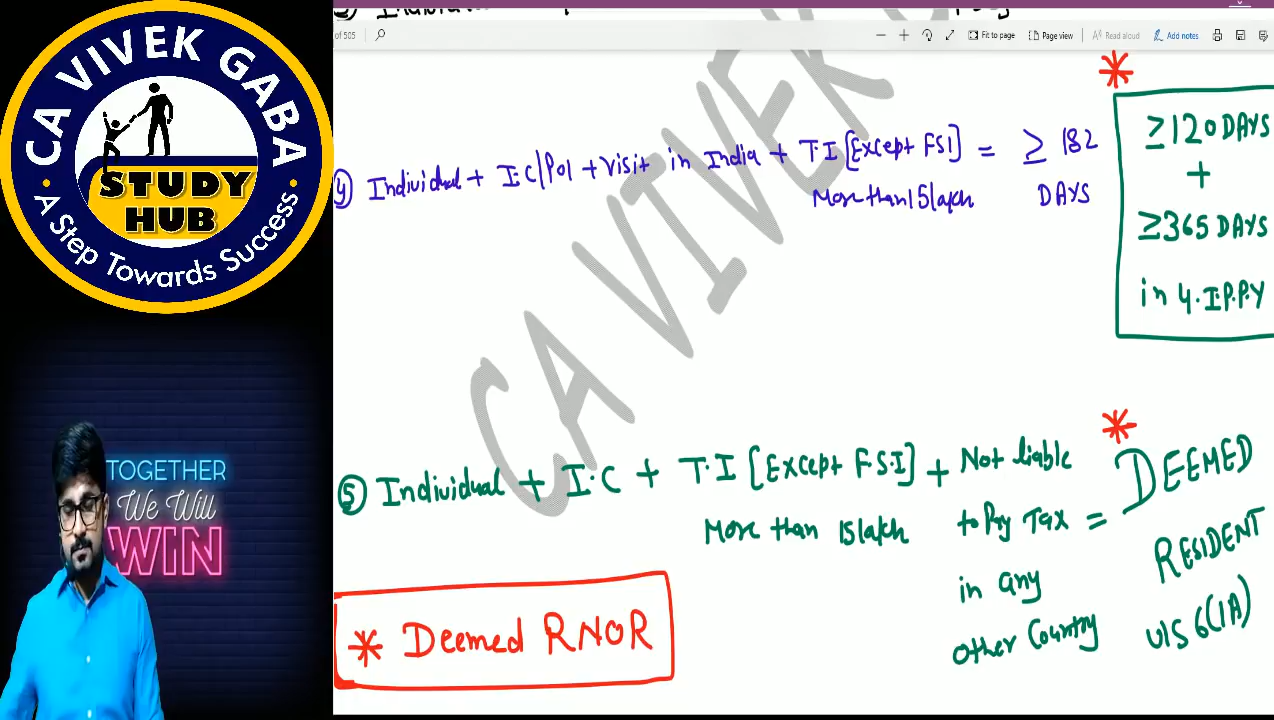 CA VIVEK GABA
STUDY
HUB
• A Step Towards Success •
TOGETHER
We Will
WIN
of 505
Fit to page
Page view
Read aloud
Add notes
CA VIVEK
4) Individual + I.C/POI + Visit in India + T.I [Except FSI] = ≥ 182
More than 15 lakh DAYS
*
≥120 DAYS
+
≥365 DAYS
in 4.I.P.P.Y
5) Individual + I.C + T.I [Except F.S.I] + Not liable
More than 15 lakh
to Pay Tax =
in any
other Country
*
DEEMED
RESIDENT
U/S 6(1A)
* Deemed RNOR